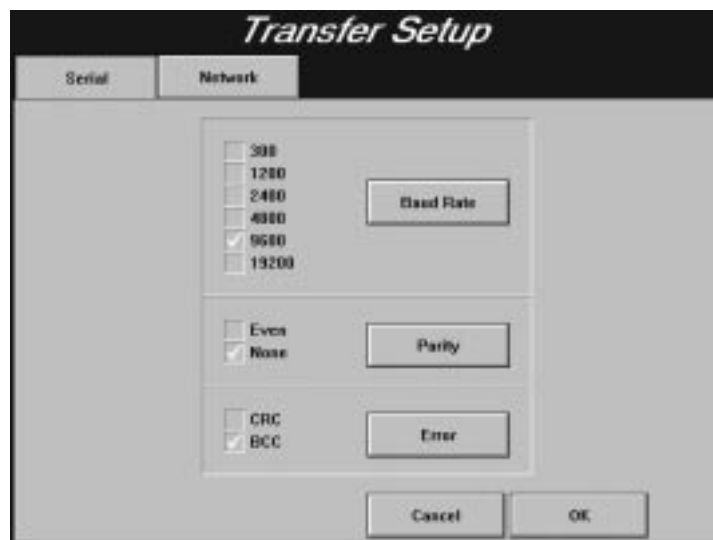 Transfer Setup
Serial
Network
300
1200
2400
4800
9600
19200
Baud Rate
Even
None
Parity
CRC
BCC
Error
Cancel
OK